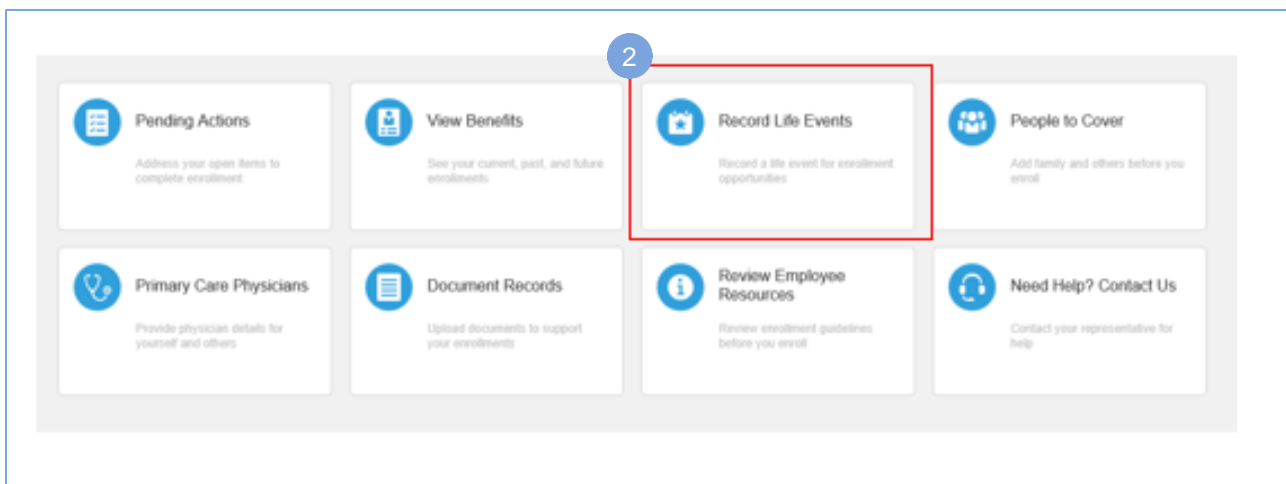 2
Pending Actions
Address your open items to
complete enrollment
View Benefits
See your current, past, and future
enrollments
Record Life Events
Record a life event for enrollment
opportunities
People to Cover
Add family and others before you
enroll
Primary Care Physicians
Provide physician details for
yourself and others
Document Records
Upload documents to support
your enrollments
Review Employee
Resources
Review enrollment guidelines
before you enroll
Need Help? Contact Us
Contact your representative for
help